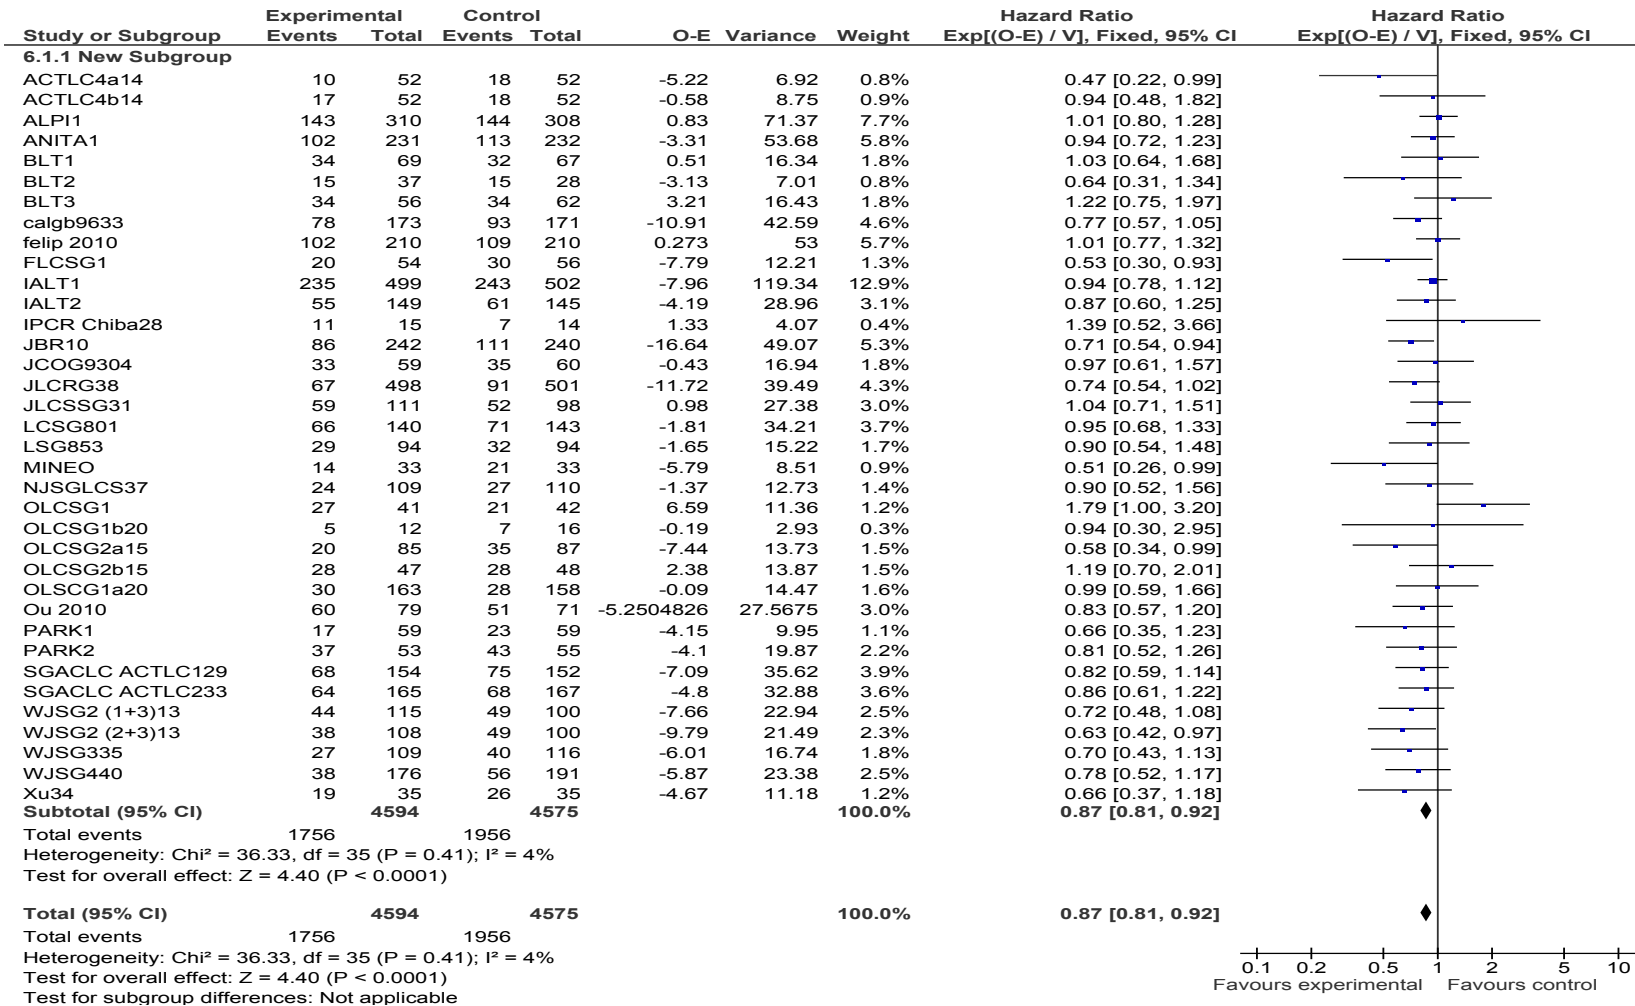 Experimental Control Hazard Ratio Hazard Ratio
Study or Subgroup Events Total Events Total O-E Variance Weight Exp[(O-E) / V], Fixed, 95% CI Exp[(O-E) / V], Fixed, 95% CI
6.1.1 New Subgroup
ACTLC4a14 10 52 18 52 -5.22 6.92 0.8% 0.47 [0.22, 0.99]
ACTLC4b14 17 52 18 52 -0.58 8.75 0.9% 0.94 [0.48, 1.82]
ALPI1 143 310 144 308 0.83 71.37 7.7% 1.01 [0.80, 1.28]
ANITA1 102 231 113 232 -3.31 53.68 5.8% 0.94 [0.72, 1.23]
BLT1 34 69 32 67 0.51 16.34 1.8% 1.03 [0.64, 1.68]
BLT2 15 37 15 28 -3.13 7.01 0.8% 0.64 [0.31, 1.34]
BLT3 34 56 34 62 3.21 16.43 1.8% 1.22 [0.75, 1.97]
calgb9633 78 173 93 171 -10.91 42.59 4.6% 0.77 [0.57, 1.05]
felip 2010 102 210 109 210 0.273 53 5.7% 1.01 [0.77, 1.32]
FLCSG1 20 54 30 56 -7.79 12.21 1.3% 0.53 [0.30, 0.93]
IALT1 235 499 243 502 -7.96 119.34 12.9% 0.94 [0.78, 1.12]
IALT2 55 149 61 145 -4.19 28.96 3.1% 0.87 [0.60, 1.25]
IPCR Chiba28 11 15 7 14 1.33 4.07 0.4% 1.39 [0.52, 3.66]
JBR10 86 242 111 240 -16.64 49.07 5.3% 0.71 [0.54, 0.94]
JCOG9304 33 59 35 60 -0.43 16.94 1.8% 0.97 [0.61, 1.57]
JLCRG38 67 498 91 501 -11.72 39.49 4.3% 0.74 [0.54, 1.02]
JLCSSG31 59 111 52 98 0.98 27.38 3.0% 1.04 [0.71, 1.51]
LCSG801 66 140 71 143 -1.81 34.21 3.7% 0.95 [0.68, 1.33]
LSG853 29 94 32 94 -1.65 15.22 1.7% 0.90 [0.54, 1.48]
MINEO 14 33 21 33 -5.79 8.51 0.9% 0.51 [0.26, 0.99]
NJSGLCS37 24 109 27 110 -1.37 12.73 1.4% 0.90 [0.52, 1.56]
OLCSG1 27 41 21 42 6.59 11.36 1.2% 1.79 [1.00, 3.20]
OLCSG1b20 5 12 7 16 -0.19 2.93 0.3% 0.94 [0.30, 2.95]
OLCSG2a15 20 85 35 87 -7.44 13.73 1.5% 0.58 [0.34, 0.99]
OLCSG2b15 28 47 28 48 2.38 13.87 1.5% 1.19 [0.70, 2.01]
OLSCG1a20 30 163 28 158 -0.09 14.47 1.6% 0.99 [0.59, 1.66]
Ou 2010 60 79 51 71 -5.2504826 27.5675 3.0% 0.83 [0.57, 1.20]
PARK1 17 59 23 59 -4.15 9.95 1.1% 0.66 [0.35, 1.23]
PARK2 37 53 43 55 -4.1 19.87 2.2% 0.81 [0.52, 1.26]
SGACLC ACTLC129 68 154 75 152 -7.09 35.62 3.9% 0.82 [0.59, 1.14]
SGACLC ACTLC233 64 165 68 167 -4.8 32.88 3.6% 0.86 [0.61, 1.22]
WJSG2 (1+3)13 44 115 49 100 -7.66 22.94 2.5% 0.72 [0.48, 1.08]
WJSG2 (2+3)13 38 108 49 100 -9.79 21.49 2.3% 0.63 [0.42, 0.97]
WJSG335 27 109 40 116 -6.01 16.74 1.8% 0.70 [0.43, 1.13]
WJSG440 38 176 56 191 -5.87 23.38 2.5% 0.78 [0.52, 1.17]
Xu34 19 35 26 35 -4.67 11.18 1.2% 0.66 [0.37, 1.18]
Subtotal (95% CI) 4594 4575 100.0% 0.87 [0.81, 0.92]
Total events 1756 1956
Heterogeneity: Chi² = 36.33, df = 35 (P = 0.41); I² = 4%
Test for overall effect: Z = 4.40 (P < 0.0001)
Total (95% CI) 4594 4575 100.0% 0.87 [0.81, 0.92]
Total events 1756 1956
Heterogeneity: Chi² = 36.33, df = 35 (P = 0.41); I² = 4%
Test for overall effect: Z = 4.40 (P < 0.0001)
Test for subgroup differences: Not applicable
0.1 0.2 0.5 1 2 5 10
Favours experimental Favours control